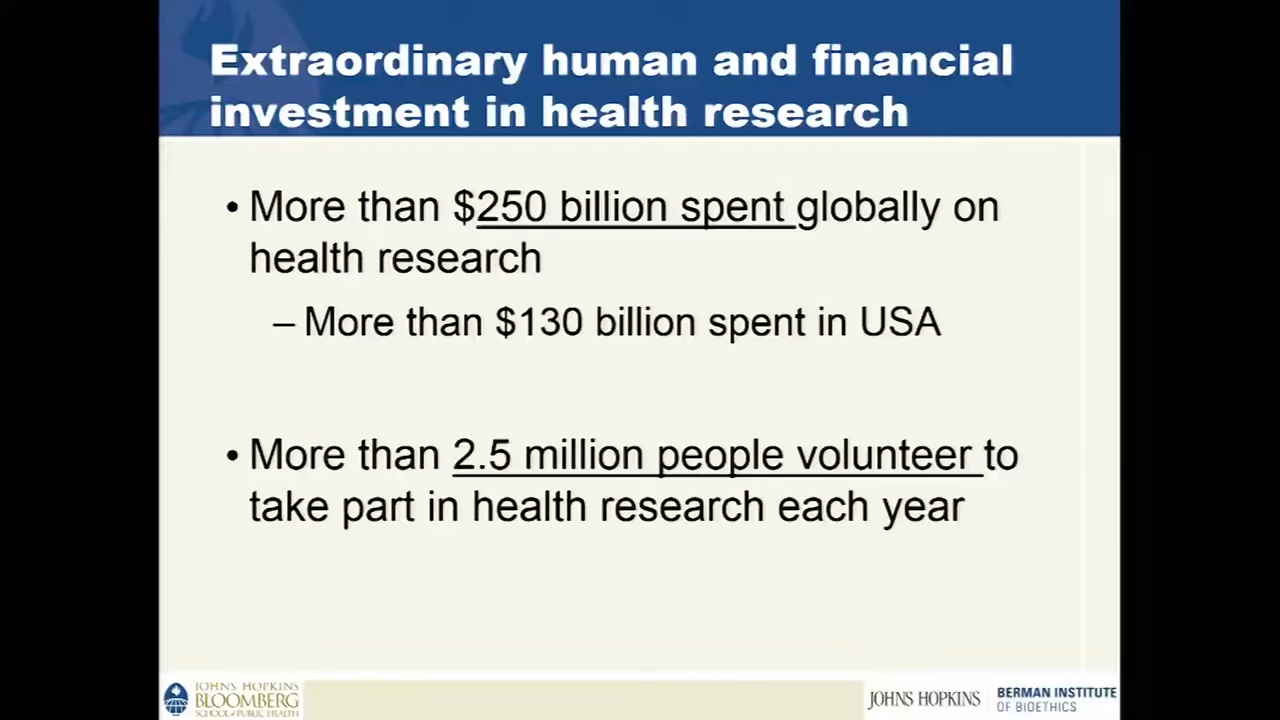 Extraordinary human and financial
investment in health research
• More than $250 billion spent globally on
health research
– More than $130 billion spent in USA
• More than 2.5 million people volunteer to
take part in health research each year
JOHNS HOPKINS
BLOOMBERG
SCHOOL of PUBLIC HEALTH
JOHNS HOPKINS
BERMAN INSTITUTE
OF BIOETHICS